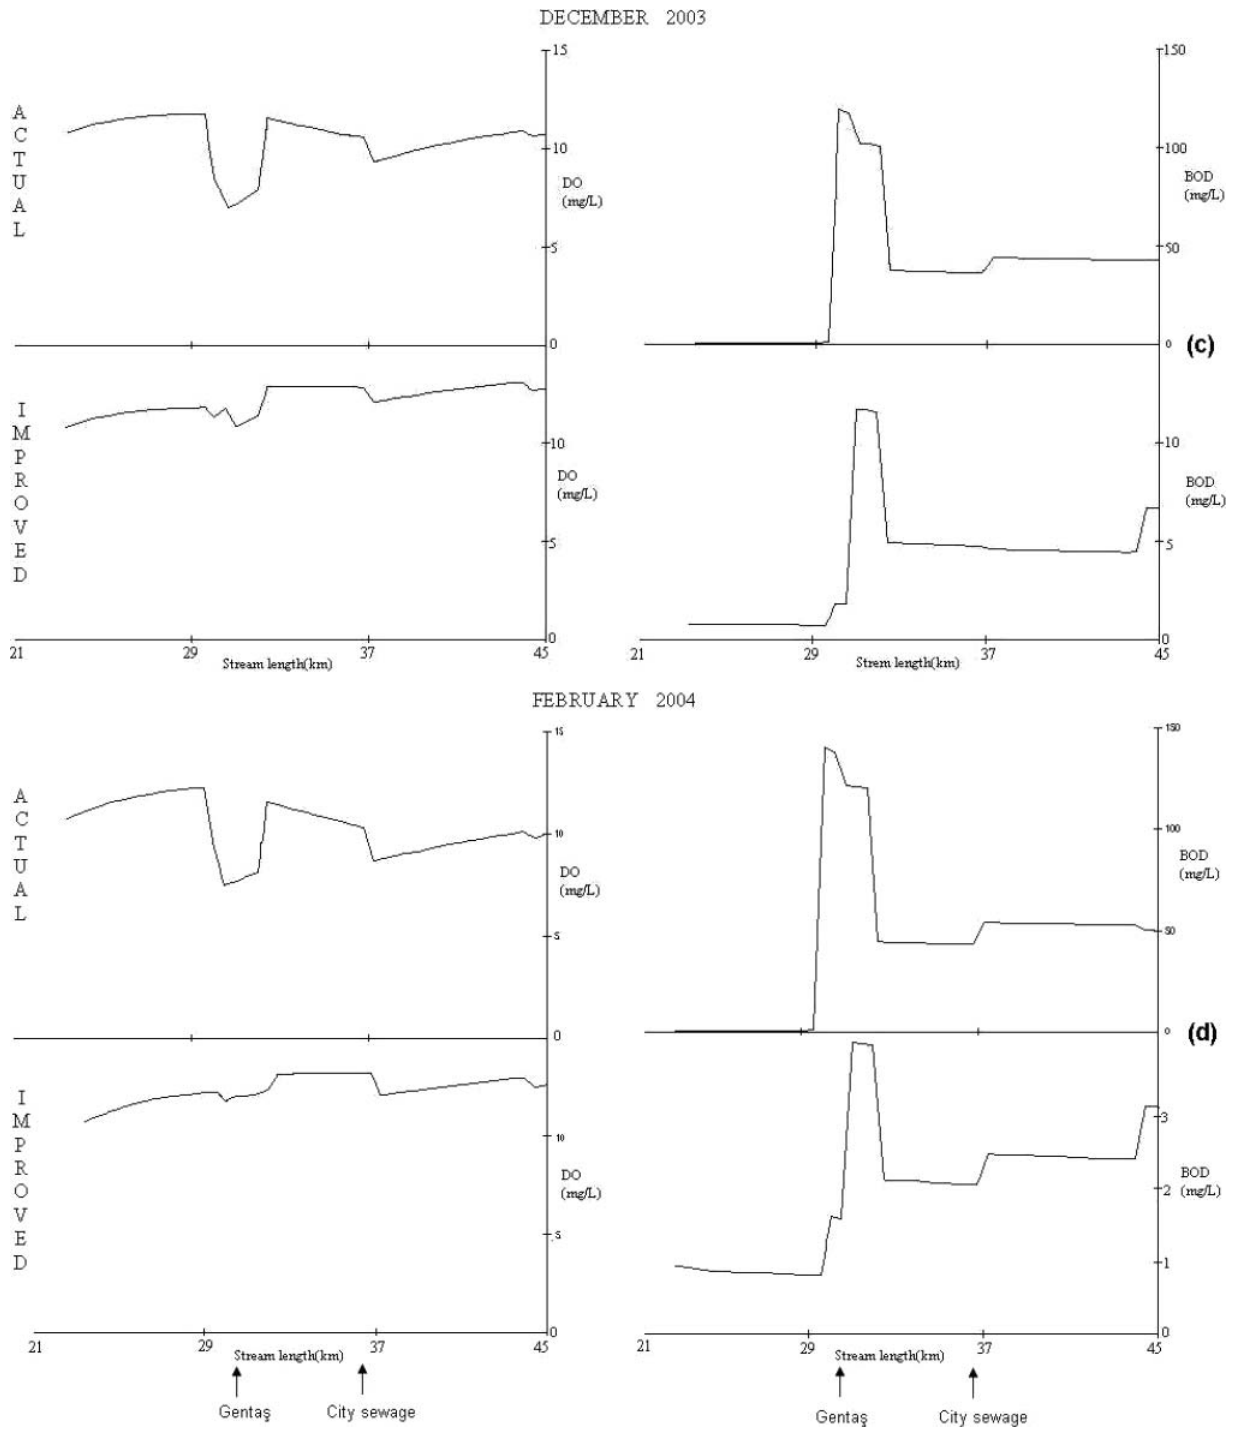 DECEMBER 2003
ACTUAL
15
10
DO
(mg/L)
5
0
150
100
BOD
(mg/L)
50
0
(c)
IMPROVED
10
DO
(mg/L)
5
0
21 29 37 45
Stream length(km)
10
BOD
(mg/L)
5
0
21 29 37 45
Strem length(km)
FEBRUARY 2004
ACTUAL
15
10
DO
(mg/L)
5
0
150
100
BOD
(mg/L)
50
0
(d)
IMPROVED
10
DO
(mg/L)
5
0
21 29 37 45
Stream length(km)
Gentaş City sewage
3
BOD
(mg/L)
2
1
0
21 29 37 45
Stream length(km)
Gentaş City sewage